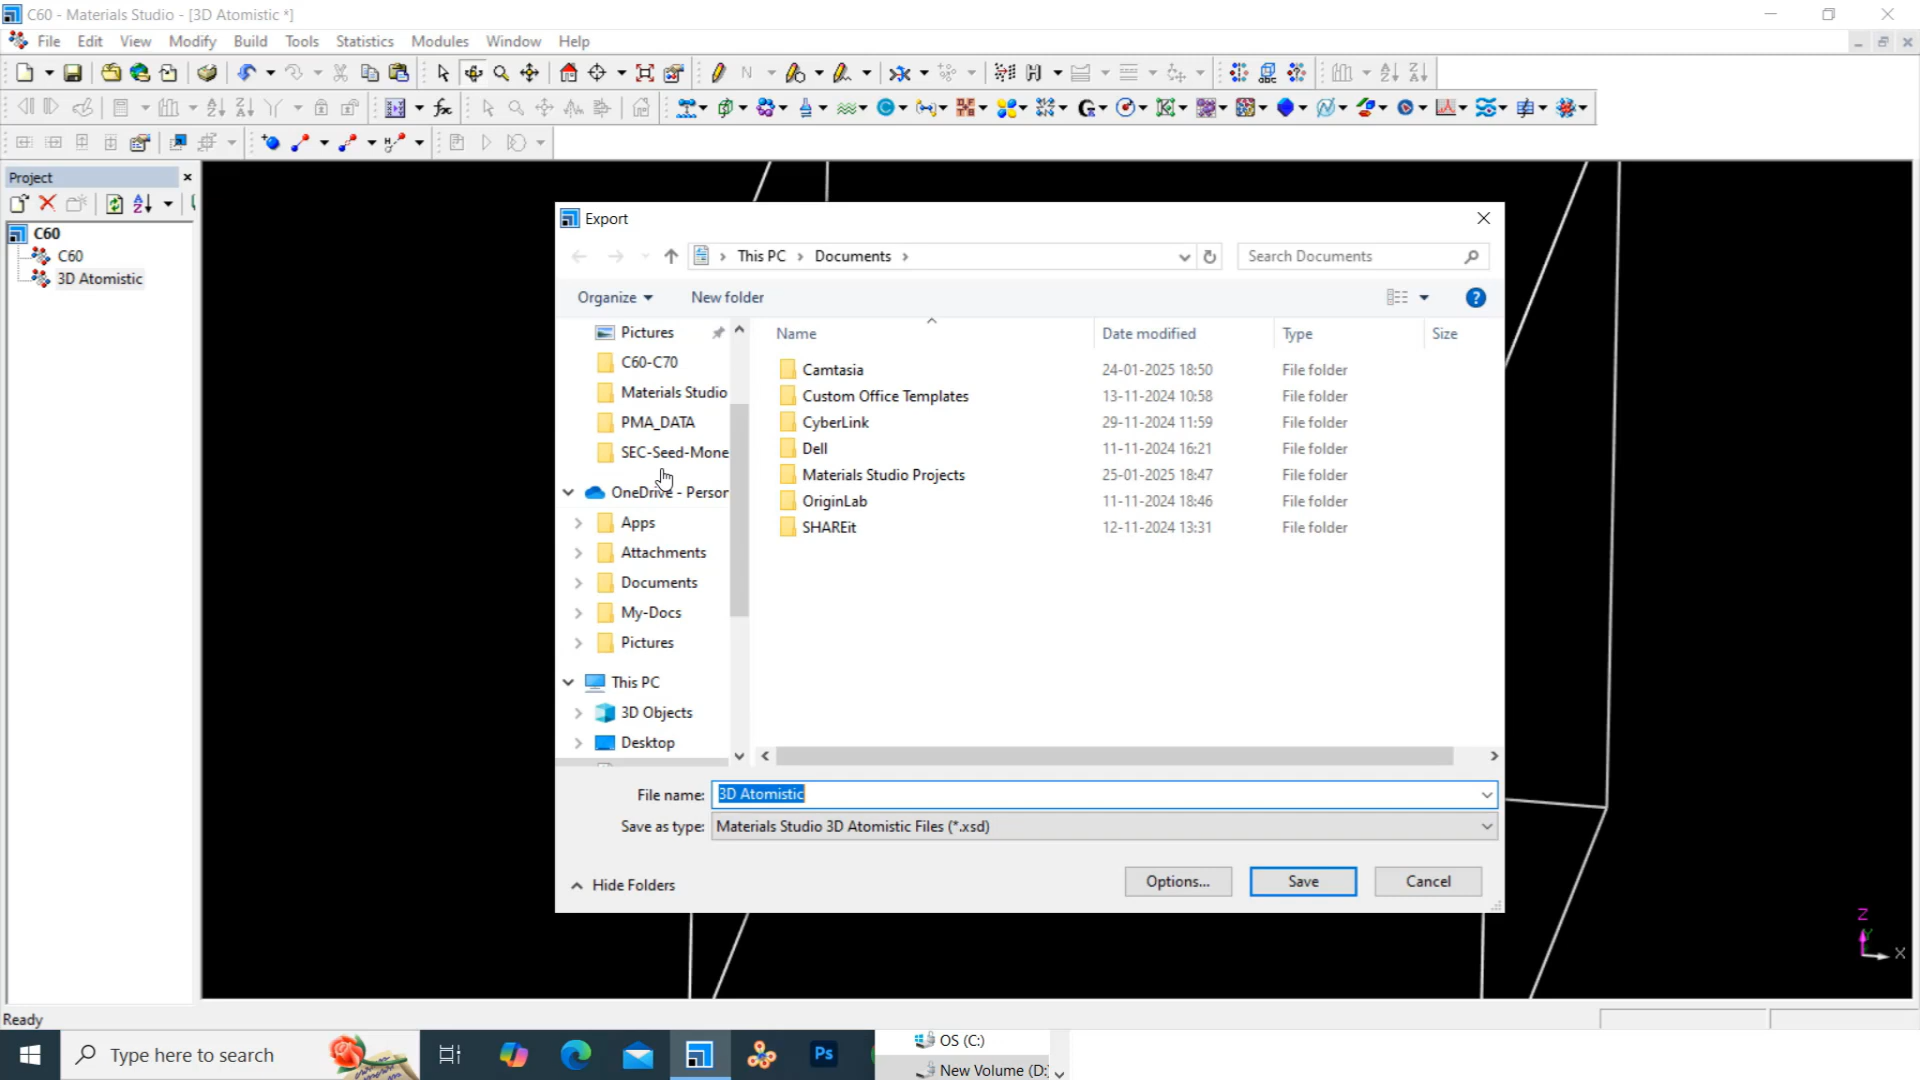 C60 - Materials Studio - [3D Atomistic *]
File Edit View Modify Build Tools Statistics Modules Window Help
Project
C60
C60
3D Atomistic
Export
This PC > Documents >
Search Documents
Organize New folder
Name Date modified Type Size
Pictures
C60-C70
Materials Studio
PMA_DATA
SEC-Seed-Mone
OneDrive - Person
Apps
Attachments
Documents
My-Docs
Pictures
This PC
3D Objects
Desktop
Camtasia 24-01-2025 18:50 File folder
Custom Office Templates 13-11-2024 10:58 File folder
CyberLink 29-11-2024 11:59 File folder
Dell 11-11-2024 16:21 File folder
Materials Studio Projects 25-01-2025 18:47 File folder
OriginLab 11-11-2024 18:46 File folder
SHAREit 12-11-2024 13:31 File folder
File name: 3D Atomistic
Save as type: Materials Studio 3D Atomistic Files (*.xsd)
Hide Folders
Options... Save Cancel
Z
Y
X
Ready
Type here to search
Ps
OS (C:)
New Volume (D:)